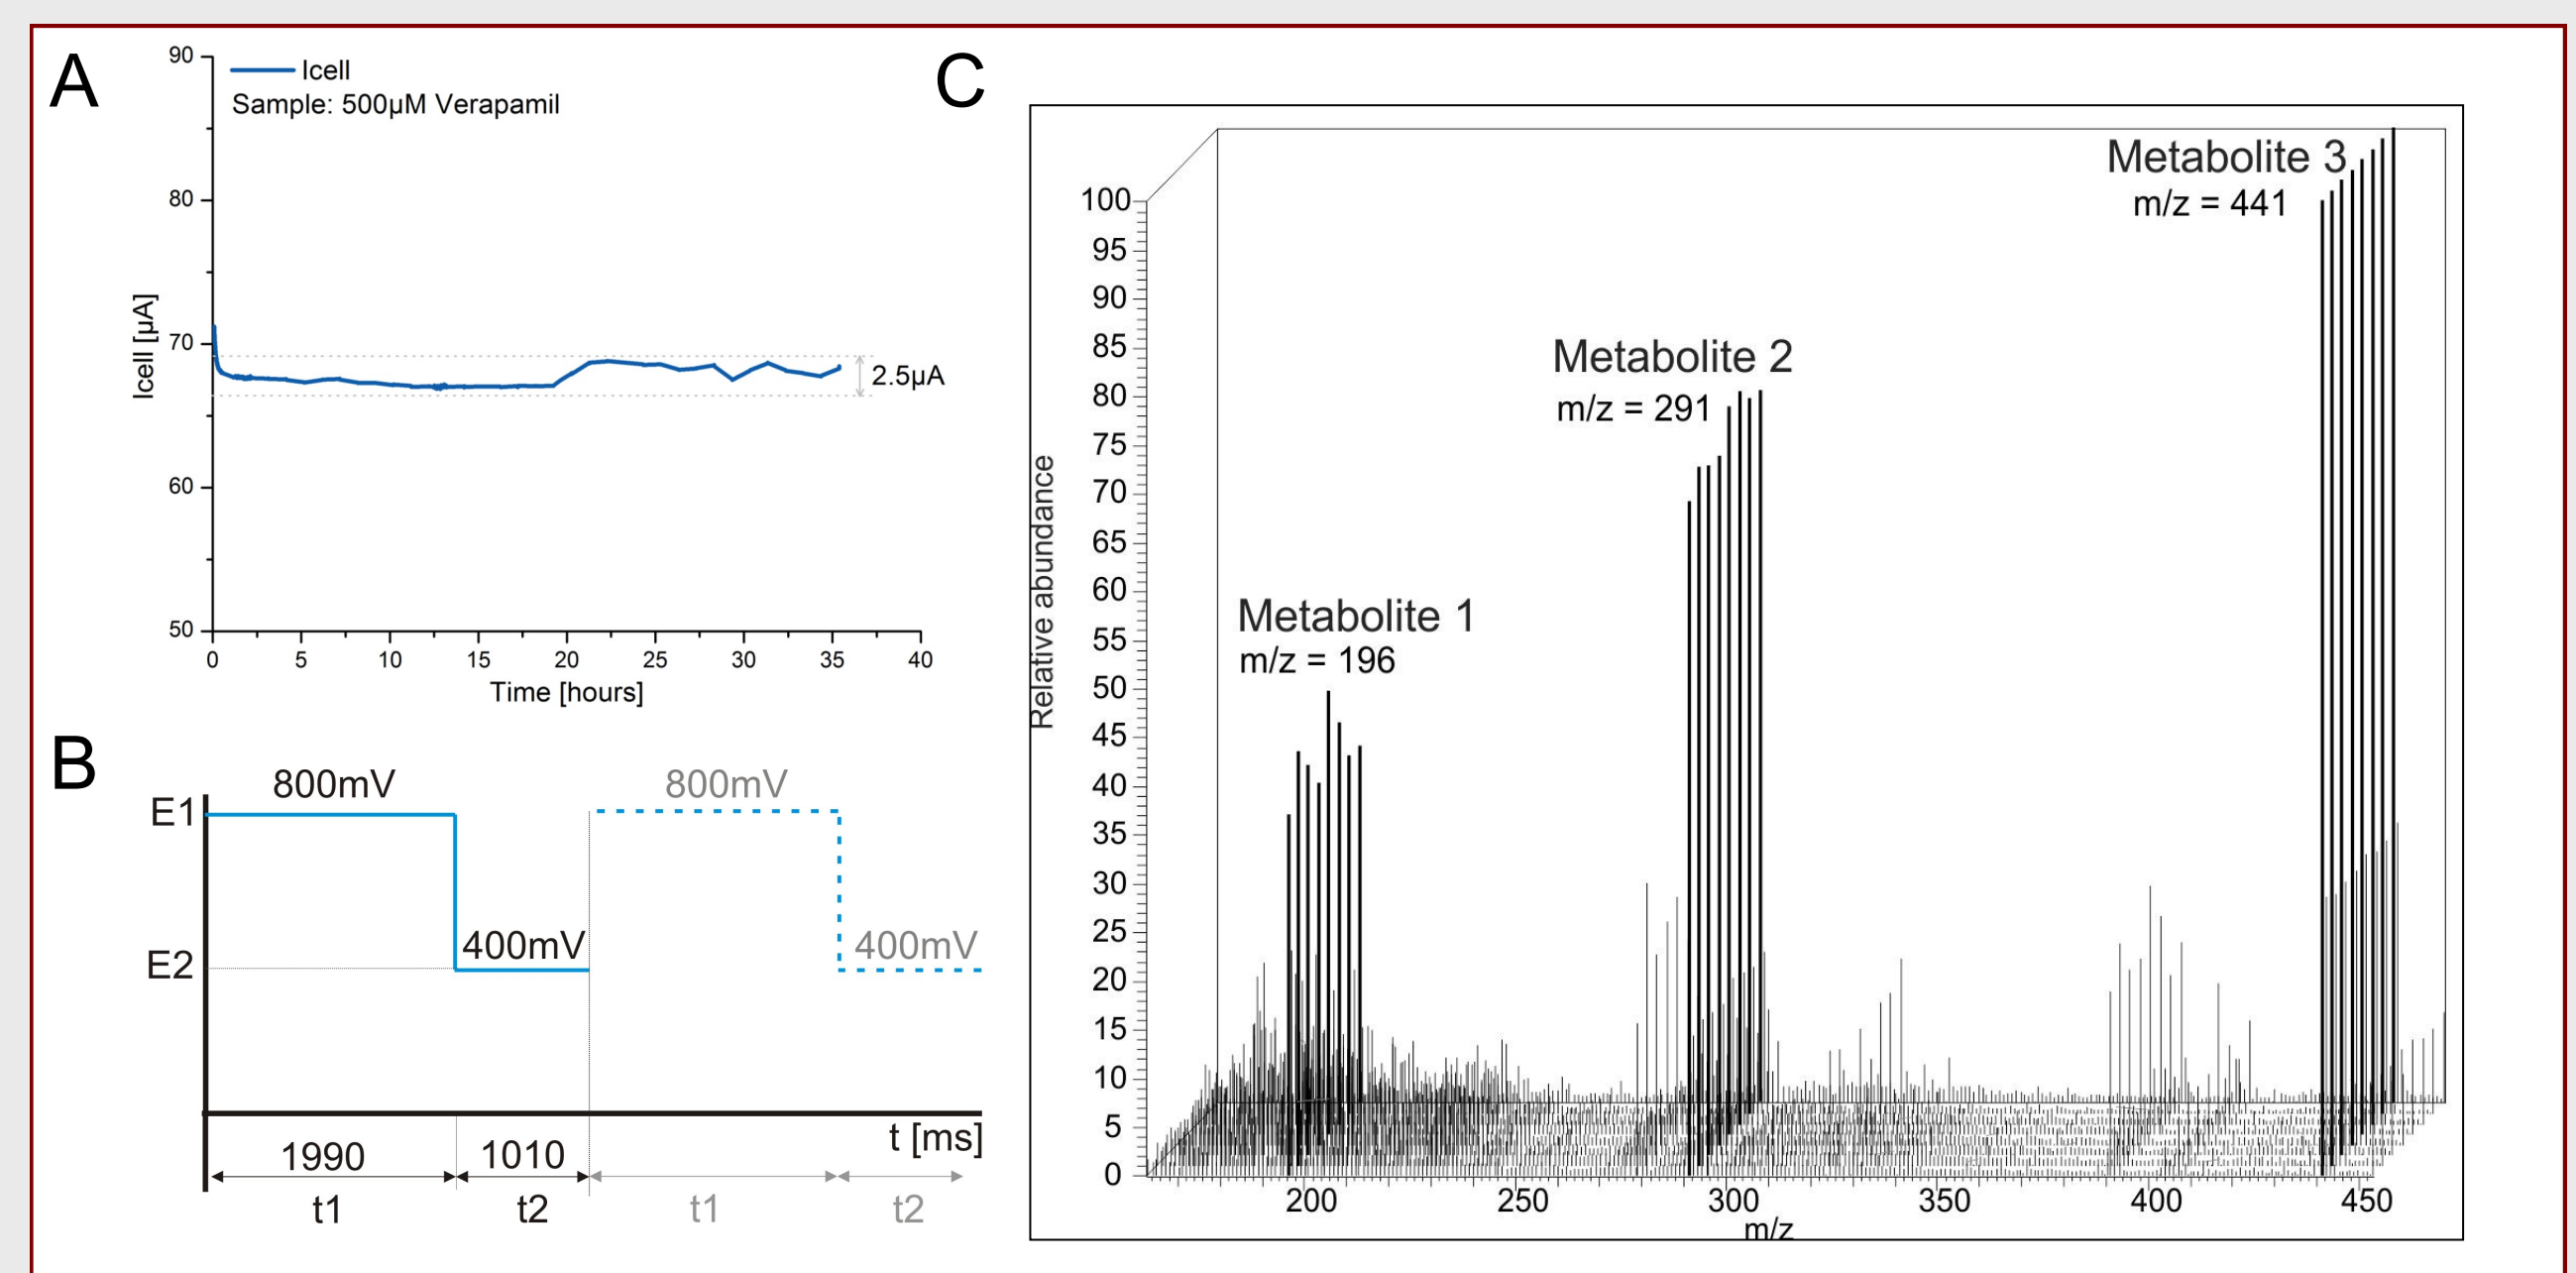 A
90
80
70
60
50
Icell [µA]
Icell
Sample: 500µM Verapamil
2.5µA
0 5 10 15 20 25 30 35 40
Time [hours]
B
E1
E2
800mV
400mV
800mV
400mV
t [ms]
1990 1010
t1 t2 t1 t2
C
Relative abundance
100
95
90
85
80
75
70
65
60
55
50
45
40
35
30
25
20
15
10
5
0
Metabolite 1
m/z = 196
Metabolite 2
m/z = 291
Metabolite 3
m/z = 441
200 250 300 350 400 450
m/z